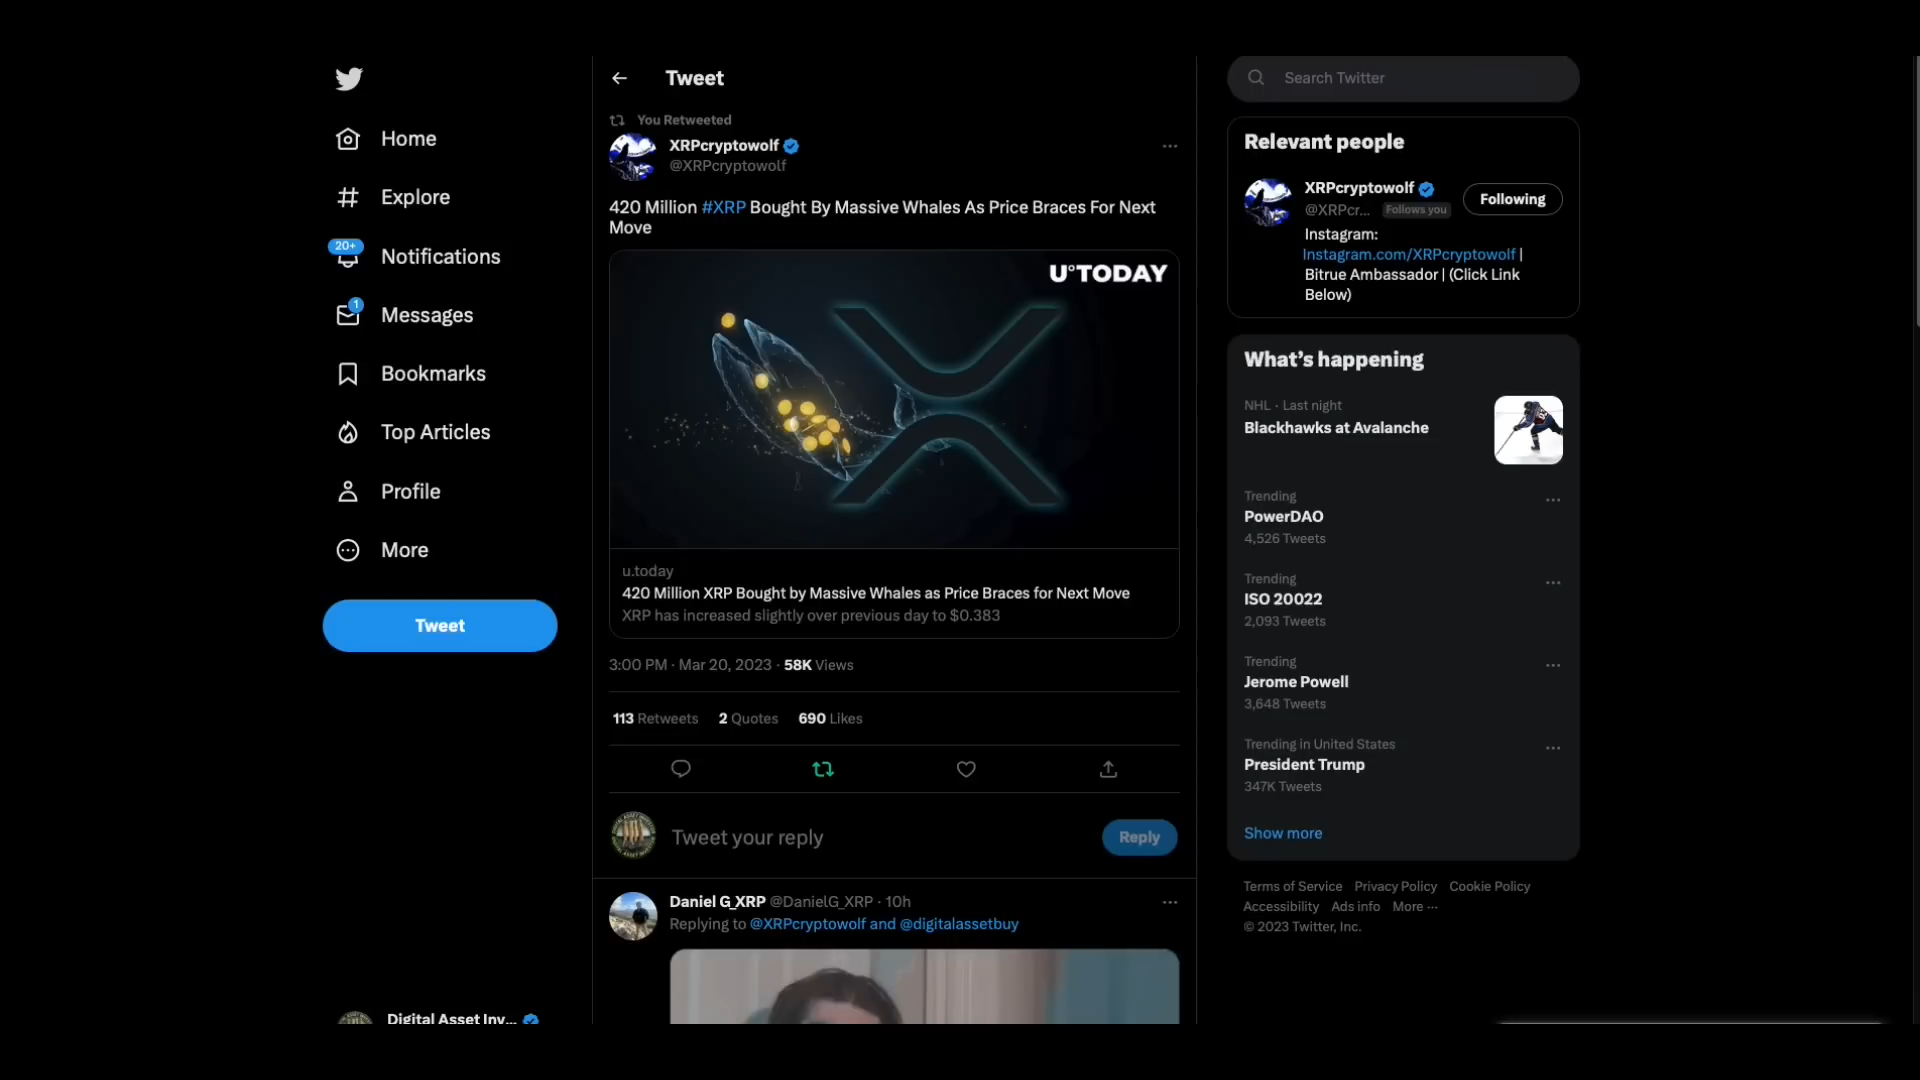 Home
Explore
20+
Notifications
1
Messages
Bookmarks
Top Articles
Profile
More
Tweet
Digital Asset Inv...
Tweet
You Retweeted
XRPcryptowolf
@XRPcryptowolf
420 Million #XRP Bought By Massive Whales As Price Braces For Next
Move
U°TODAY
u.today
420 Million XRP Bought by Massive Whales as Price Braces for Next Move
XRP has increased slightly over previous day to $0.383
3:00 PM · Mar 20, 2023 · 58K Views
113 Retweets 2 Quotes 690 Likes
Tweet your reply
Reply
Daniel G_XRP @DanielG_XRP · 10h
Replying to @XRPcryptowolf and @digitalassetbuy
Search Twitter
Relevant people
XRPcryptowolf
@XRPcr... Follows you
Following
Instagram:
Instagram.com/XRPcryptowolf |
Bitrue Ambassador | (Click Link
Below)
What's happening
NHL · Last night
Blackhawks at Avalanche
Trending
PowerDAO
4,526 Tweets
Trending
ISO 20022
2,093 Tweets
Trending
Jerome Powell
3,648 Tweets
Trending in United States
President Trump
347K Tweets
Show more
Terms of Service Privacy Policy Cookie Policy
Accessibility Ads info More ...
© 2023 Twitter, Inc.